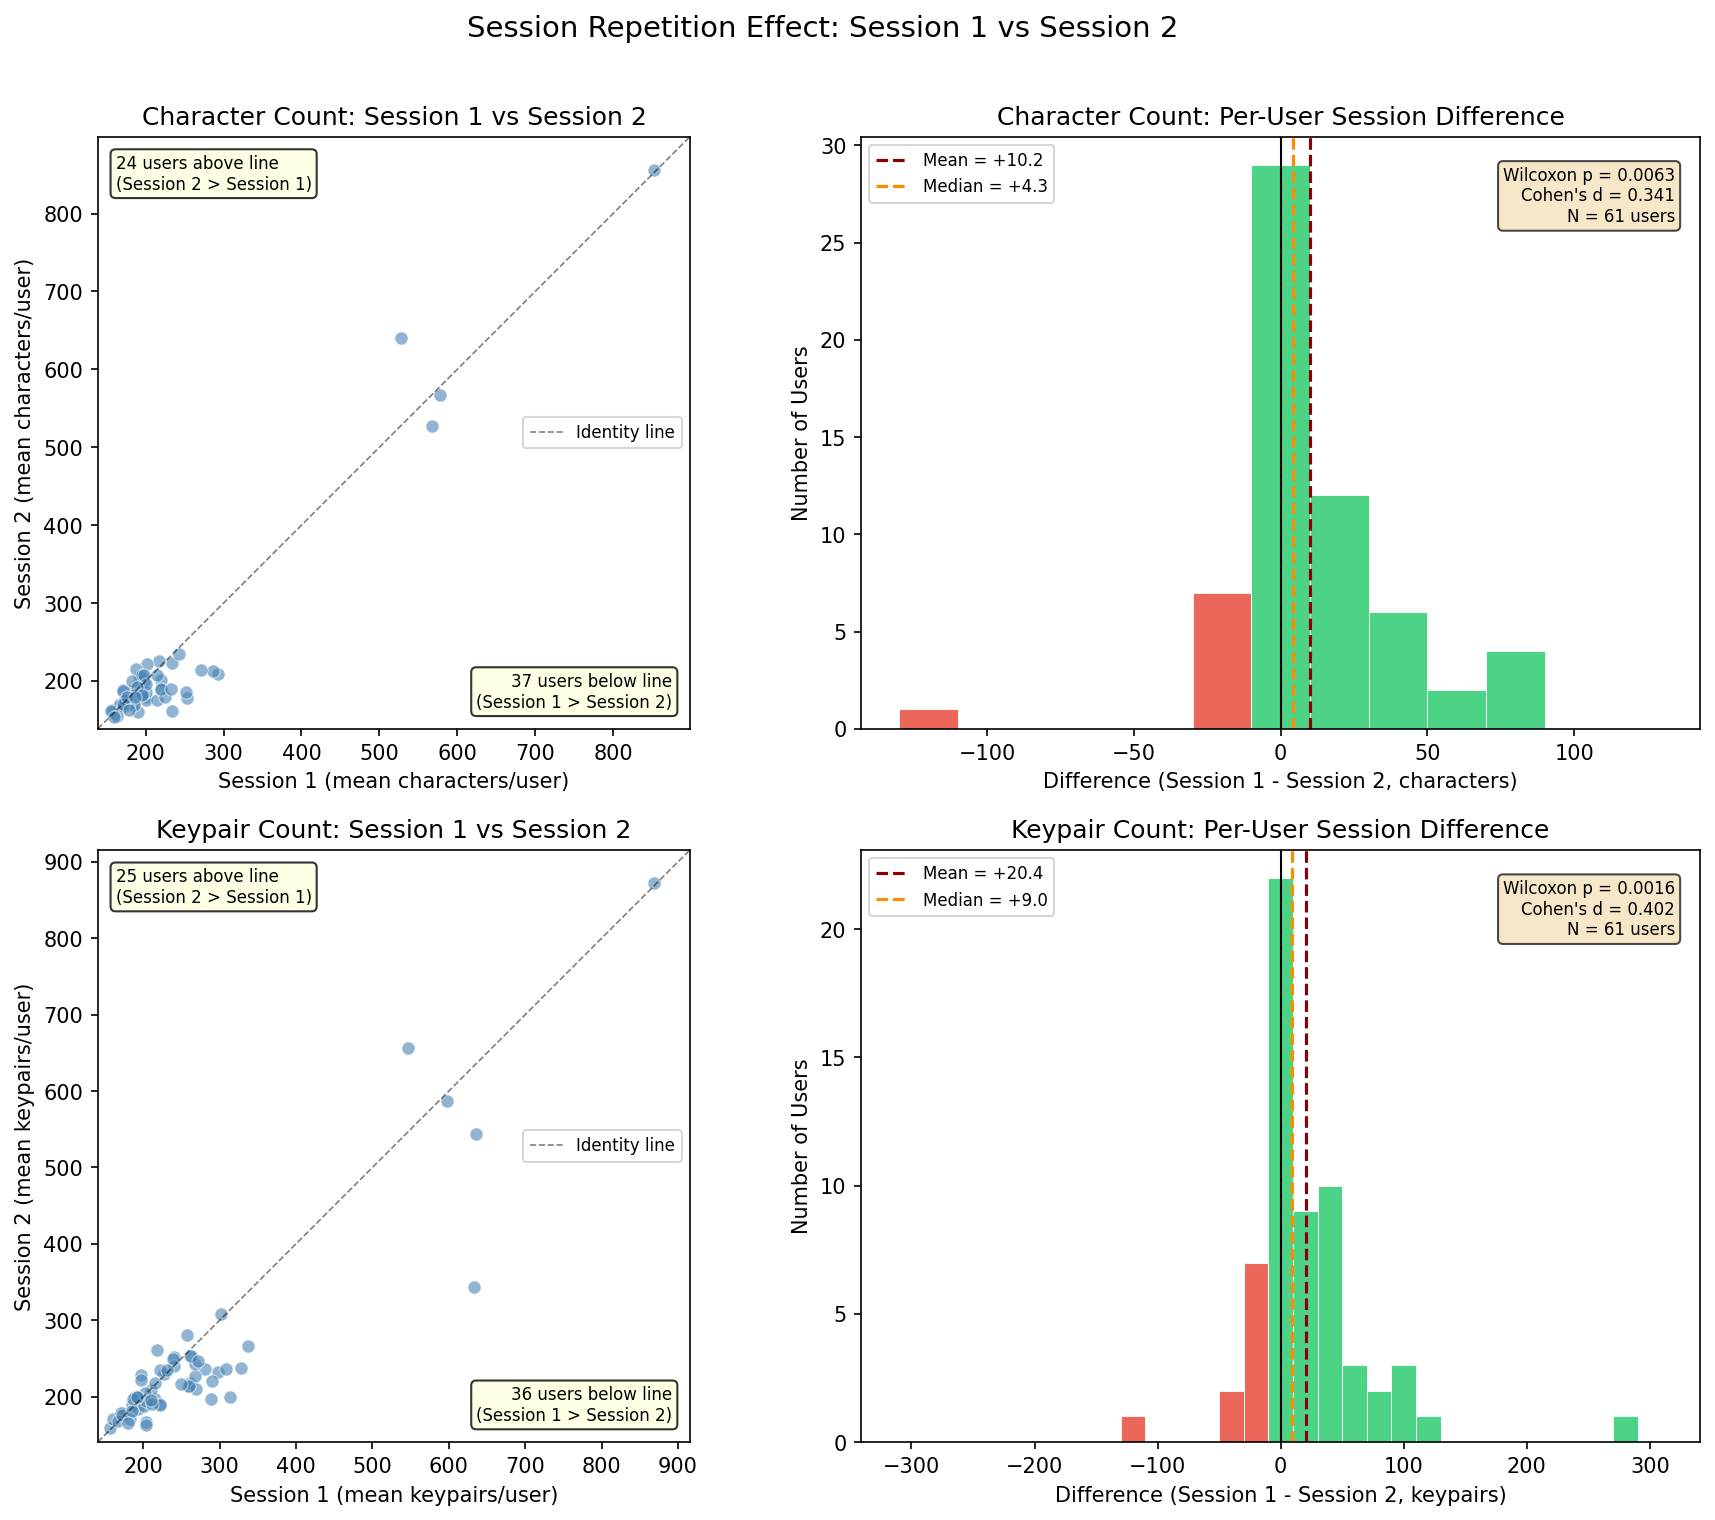 Session Repetition Effect: Session 1 vs Session 2
Character Count: Session 1 vs Session 2
24 users above line
(Session 2 > Session 1)
Identity line
37 users below line
(Session 1 > Session 2)
Session 2 (mean characters/user)
800
700
600
500
400
300
200
200 300 400 500 600 700 800
Session 1 (mean characters/user)
Character Count: Per-User Session Difference
Mean = +10.2
Median = +4.3
Wilcoxon p = 0.0063
Cohen's d = 0.341
N = 61 users
Number of Users
30
25
20
15
10
5
0
−100 −50 0 50 100
Difference (Session 1 - Session 2, characters)
Keypair Count: Session 1 vs Session 2
25 users above line
(Session 2 > Session 1)
Identity line
36 users below line
(Session 1 > Session 2)
Session 2 (mean keypairs/user)
900
800
700
600
500
400
300
200
200 300 400 500 600 700 800 900
Session 1 (mean keypairs/user)
Keypair Count: Per-User Session Difference
Mean = +20.4
Median = +9.0
Wilcoxon p = 0.0016
Cohen's d = 0.402
N = 61 users
Number of Users
20
15
10
5
0
−300 −200 −100 0 100 200 300
Difference (Session 1 - Session 2, keypairs)